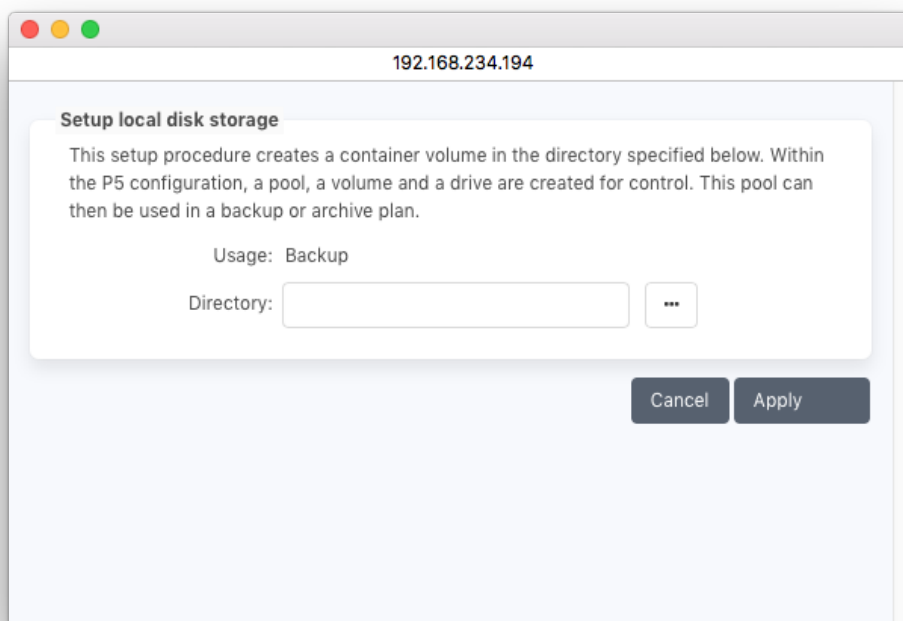 192.168.234.194
Setup local disk storage
This setup procedure creates a container volume in the directory specified below. Within
the P5 configuration, a pool, a volume and a drive are created for control. This pool can
then be used in a backup or archive plan.
Usage: Backup
Directory:
Cancel Apply